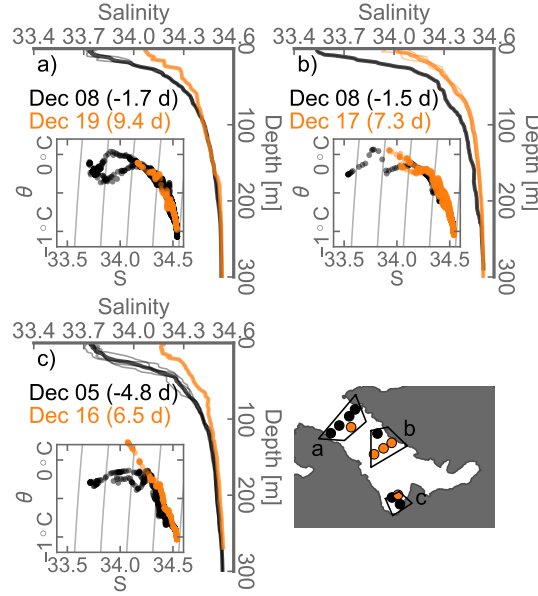 Salinity
33.4 33.7 34.0 34.3 34.6
0
a)
Dec 08 (-1.7 d)
Dec 19 (9.4 d)
100
200
300
Depth [m]
0°C
-1°C
θ
33.5 34.0 34.5
S
Salinity
33.4 33.7 34.0 34.3 34.6
0
b)
Dec 08 (-1.5 d)
Dec 17 (7.3 d)
100
200
300
Depth [m]
0°C
-1°C
θ
33.5 34.0 34.5
S
Salinity
33.4 33.7 34.0 34.3 34.6
0
c)
Dec 05 (-4.8 d)
Dec 16 (6.5 d)
100
200
300
Depth [m]
0°C
-1°C
θ
33.5 34.0 34.5
S
a
b
c